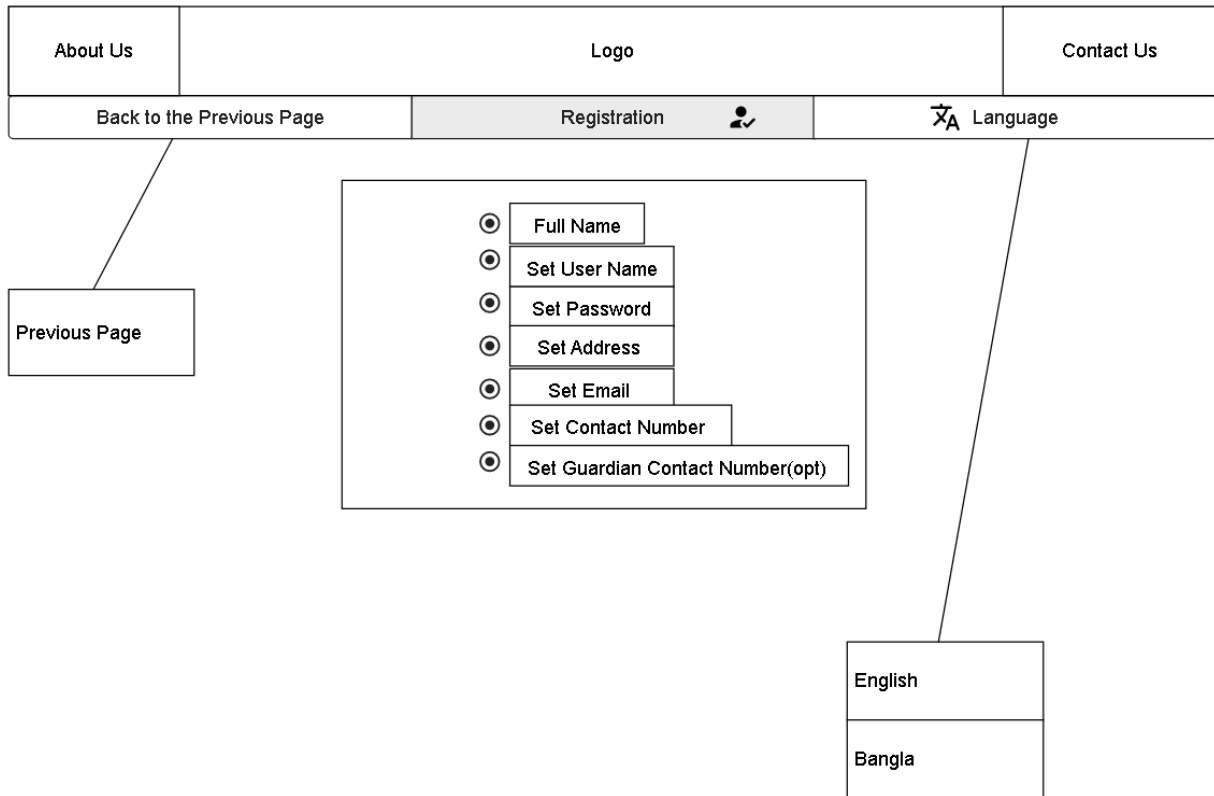 About Us
Logo
Contact Us
Back to the Previous Page
Registration
Language
Full Name
Set User Name
Set Password
Set Address
Set Email
Set Contact Number
Set Guardian Contact Number(opt)
Previous Page
English
Bangla